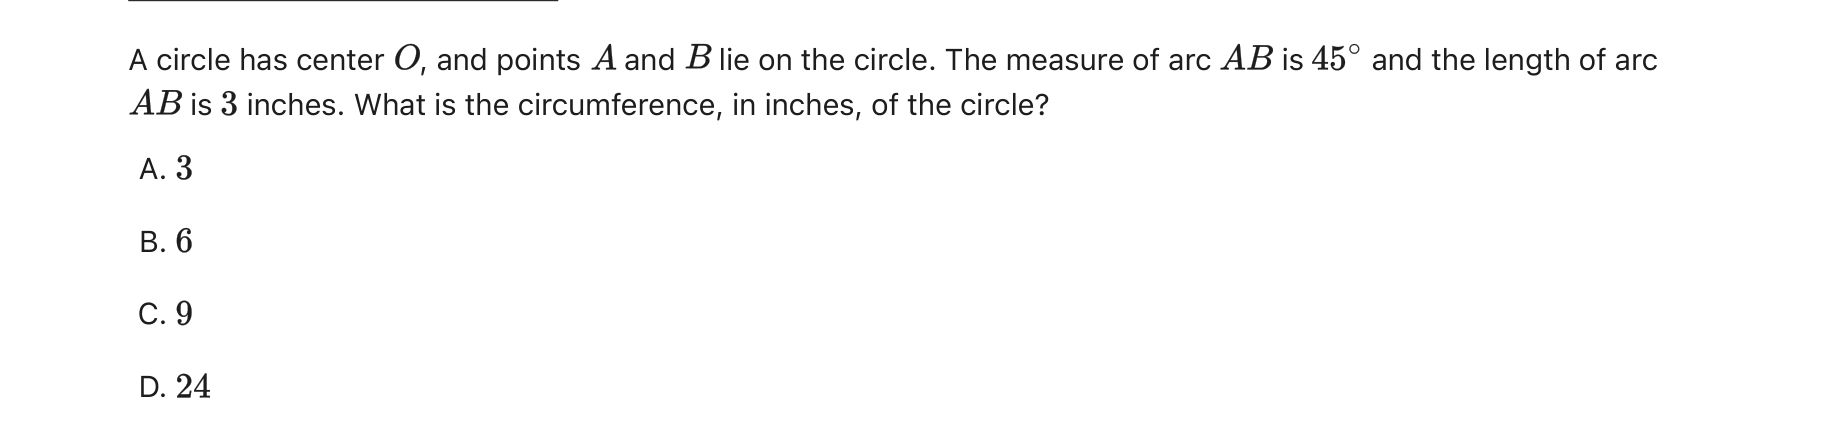 A circle has center O, and points A and B lie on the circle. The measure of arc AB is 45° and the length of arc
AB is 3 inches. What is the circumference, in inches, of the circle?
A. 3
B. 6
C. 9
D. 24